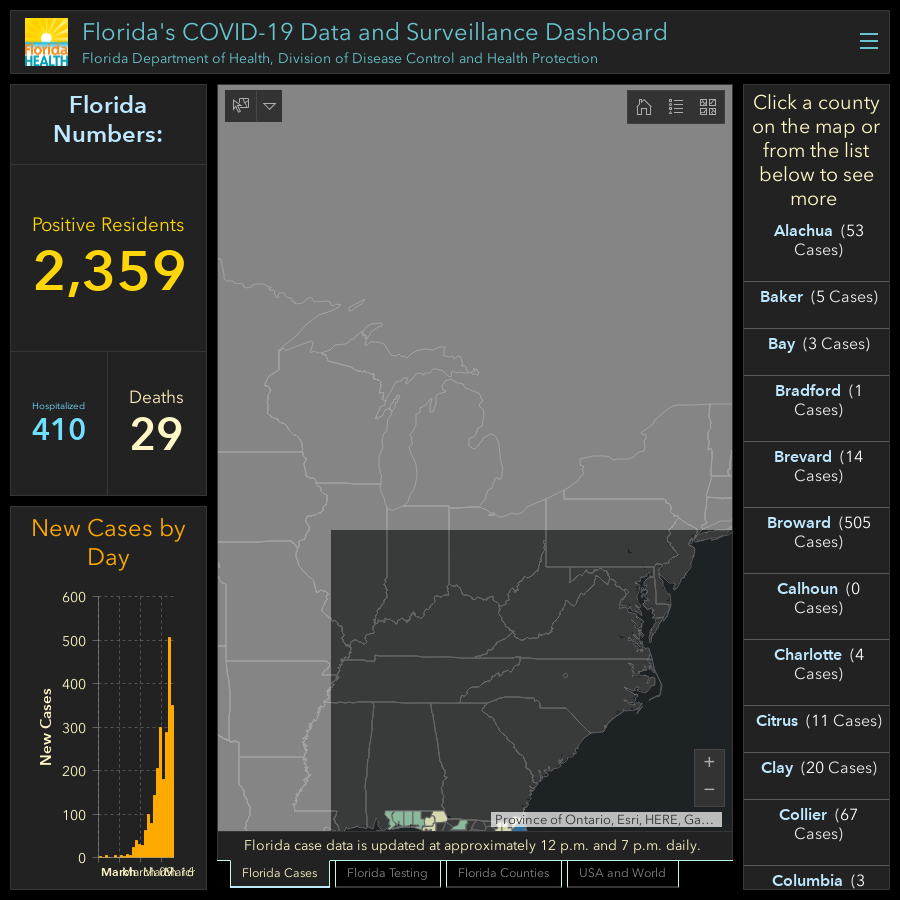 Florida
HEALTH
Florida's COVID-19 Data and Surveillance Dashboard
Florida Department of Health, Division of Disease Control and Health Protection
Florida
Numbers:
Positive Residents
2,359
Hospitalized
410
Deaths
29
New Cases by
Day
600
500
400
300
200
100
0
New Cases
March
Province of Ontario, Esri, HERE, Ga…
+
−
Florida case data is updated at approximately 12 p.m. and 7 p.m. daily.
Florida Cases
Florida Testing
Florida Counties
USA and World
Click a county
on the map or
from the list
below to see
more
Alachua (53
Cases)
Baker (5 Cases)
Bay (3 Cases)
Bradford (1
Cases)
Brevard (14
Cases)
Broward (505
Cases)
Calhoun (0
Cases)
Charlotte (4
Cases)
Citrus (11 Cases)
Clay (20 Cases)
Collier (67
Cases)
Columbia (3